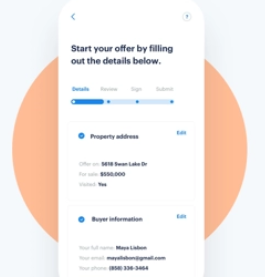 Start your offer by filling
out the details below.
Details Review Sign Submit
Property address Edit
Offer on: 5618 Swan Lake Dr
For sale: $550,000
Visited: Yes
Buyer information Edit
Your full name: Maya Lisbon
Your email: mayalisbon@gmail.com
Your phone: (858) 226-3464